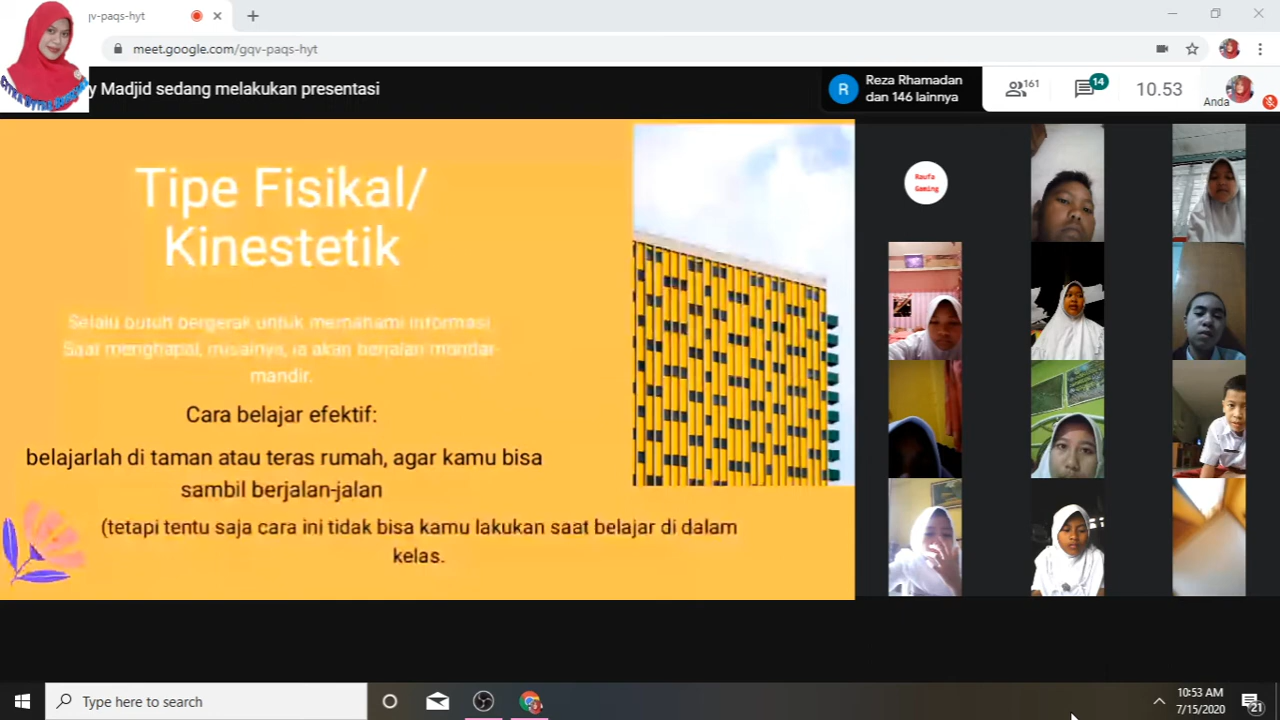 qv-paqs-hyt
meet.google.com/gqv-paqs-hyt
y Madjid sedang melakukan presentasi
Reza Rhamadan
dan 146 lainnya
161
14
10.53
Anda
R
Tipe Fisikal/
Kinestetik
Selalu butuh bergerak untuk memahami informasi.
Saat menghapal, misalnya, ia akan berjalan mondar-
mandir.
Cara belajar efektif:
belajarlah di taman atau teras rumah, agar kamu bisa
sambil berjalan-jalan
(tetapi tentu saja cara ini tidak bisa kamu lakukan saat belajar di dalam
kelas.
Raufa
Gaming
Type here to search
10:53 AM
7/15/2020
21